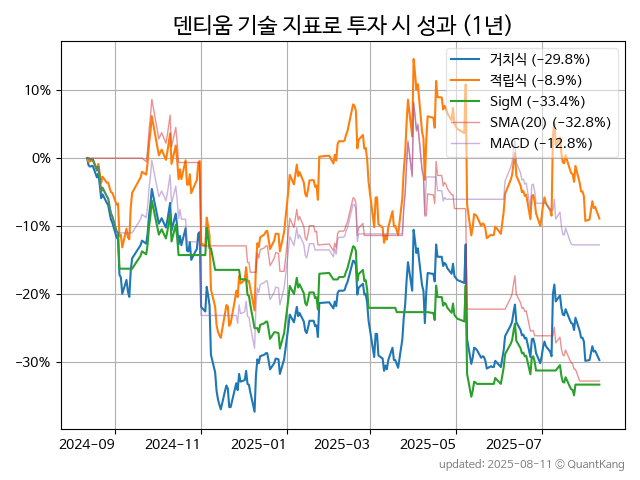 덴티움 기술 지표로 투자 시 성과 (1년)
거치식 (−29.8%)
적립식 (−8.9%)
SigM (−33.4%)
SMA(20) (−32.8%)
MACD (−12.8%)
10%
0%
−10%
−20%
−30%
2024−09
2024−11
2025−01
2025−03
2025−05
2025−07
updated: 2025-08-11 © QuantKang